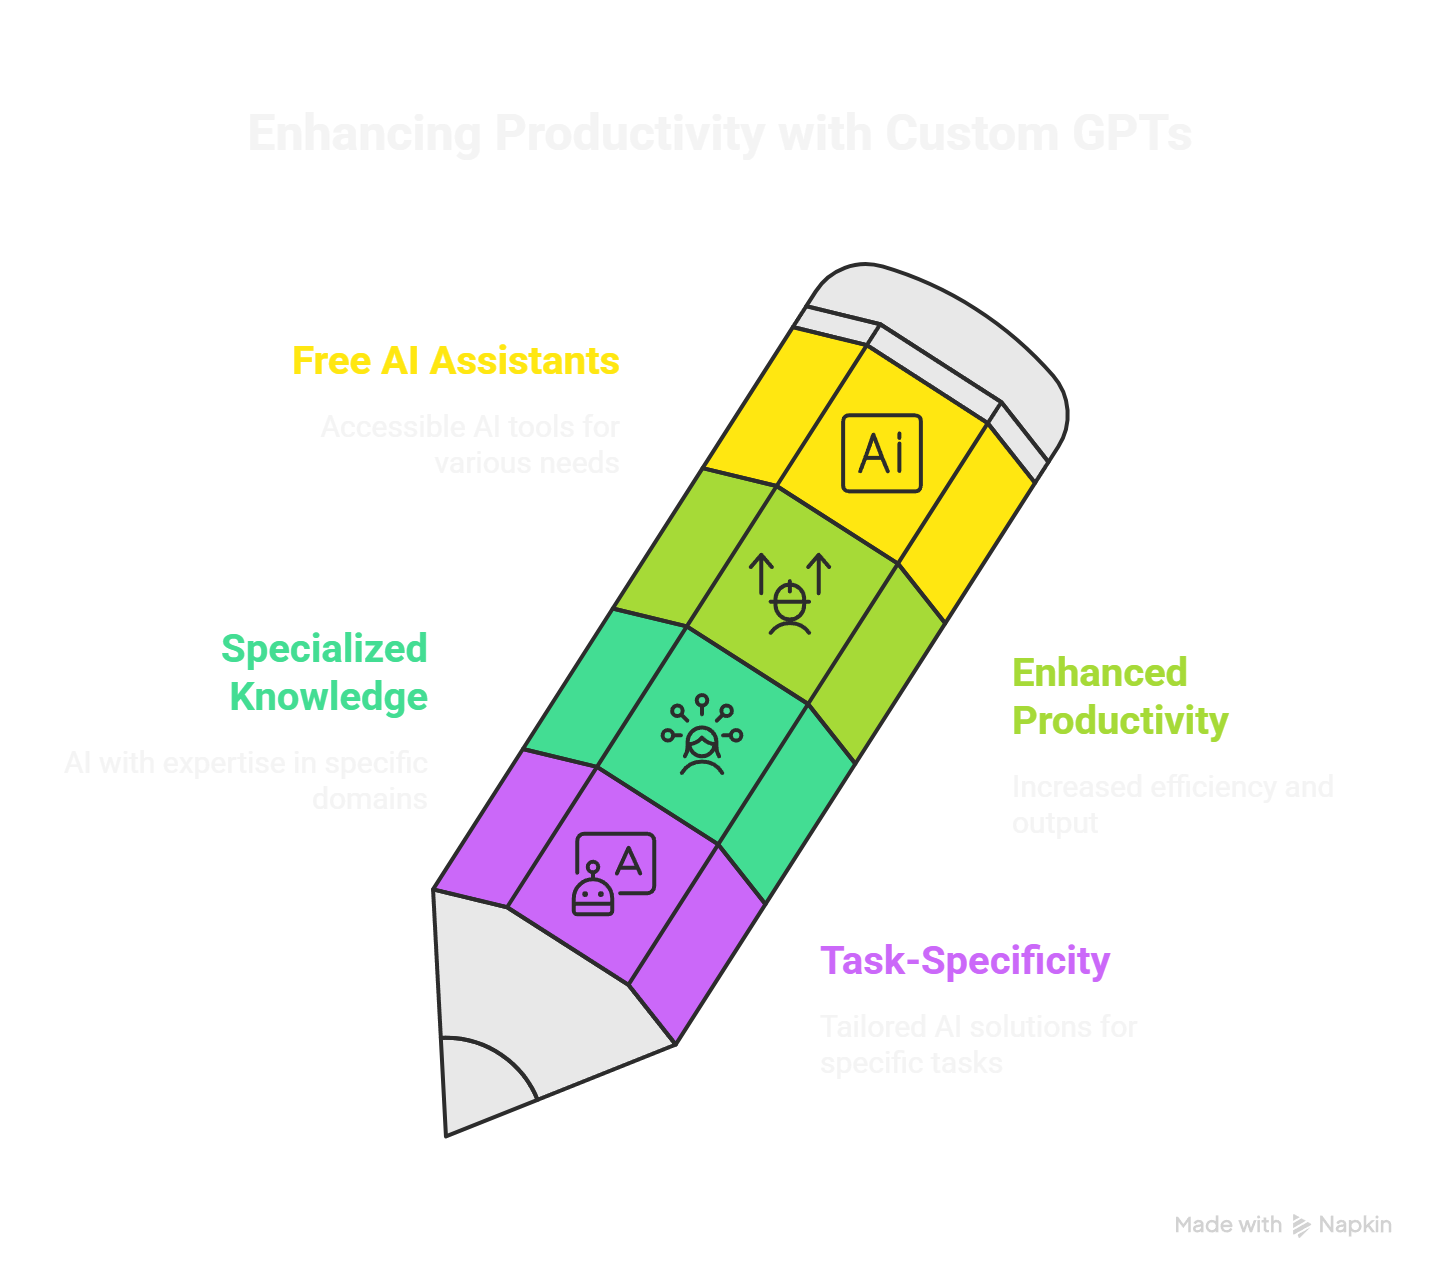 Enhancing Productivity with Custom GPTs
Free AI Assistants
Accessible AI tools for
various needs
Ai
Specialized
Knowledge
AI with expertise in specific
domains
Enhanced
Productivity
Increased efficiency and
output
A
Task-Specificity
Tailored AI solutions for
specific tasks
Made with Napkin